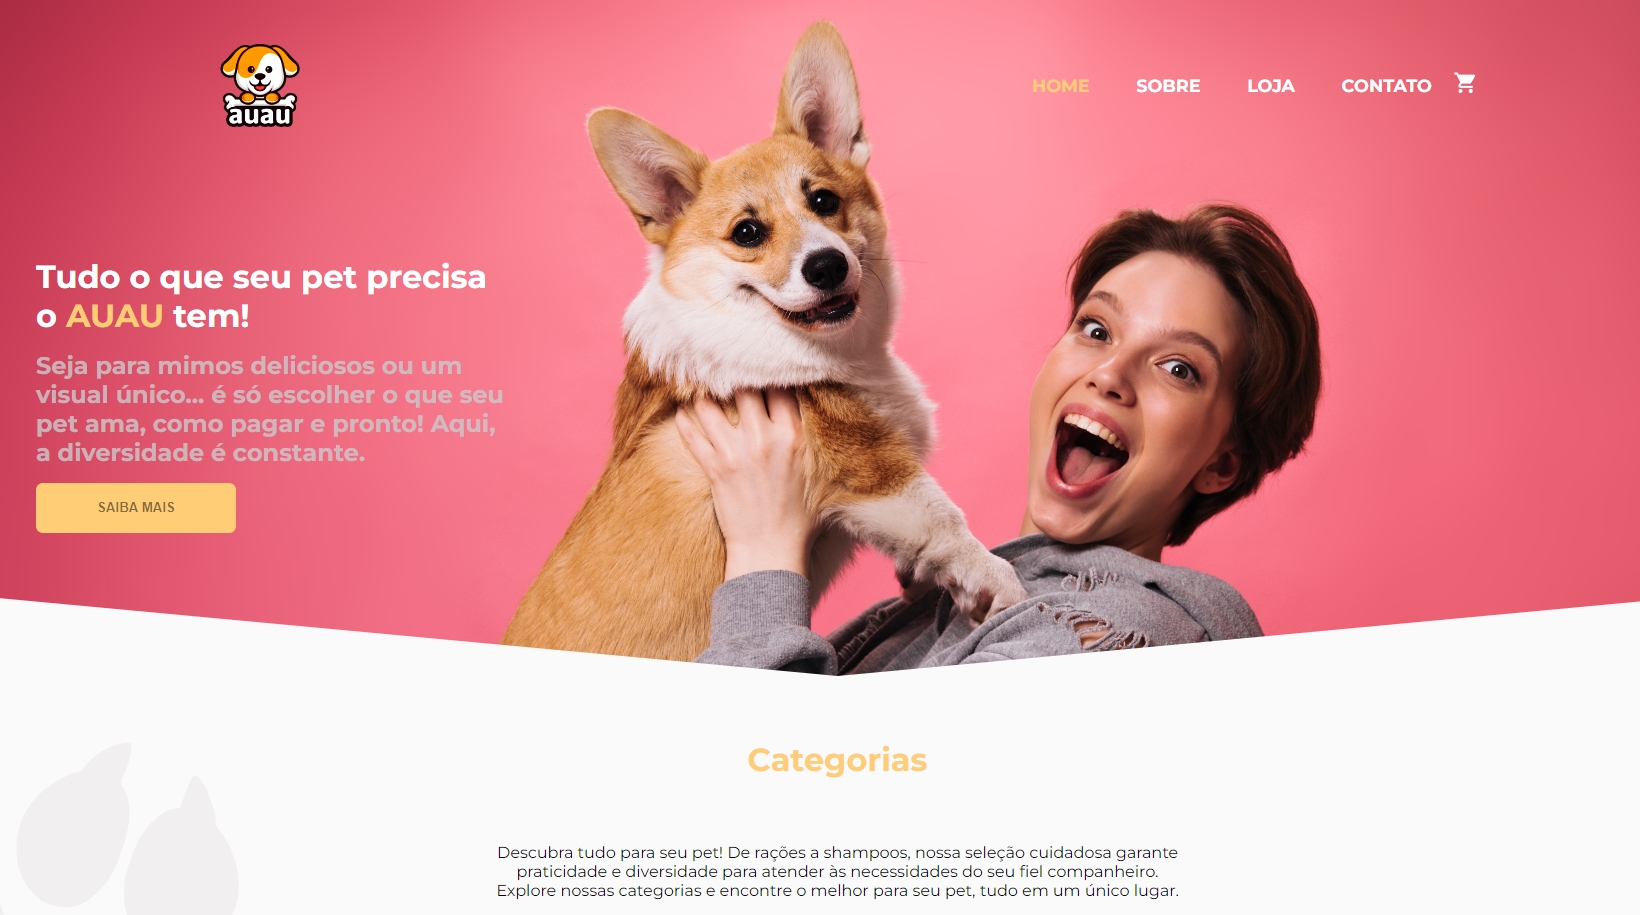 auau
HOME SOBRE LOJA CONTATO
Tudo o que seu pet precisa
o AUAU tem!
Seja para mimos deliciosos ou um
visual único... é só escolher o que seu
pet ama, como pagar e pronto! Aqui,
a diversidade é constante.
SAIBA MAIS
Categorias
Descubra tudo para seu pet! De rações a shampoos, nossa seleção cuidadosa garante
praticidade e diversidade para atender às necessidades do seu fiel companheiro.
Explore nossas categorias e encontre o melhor para seu pet, tudo em um único lugar.